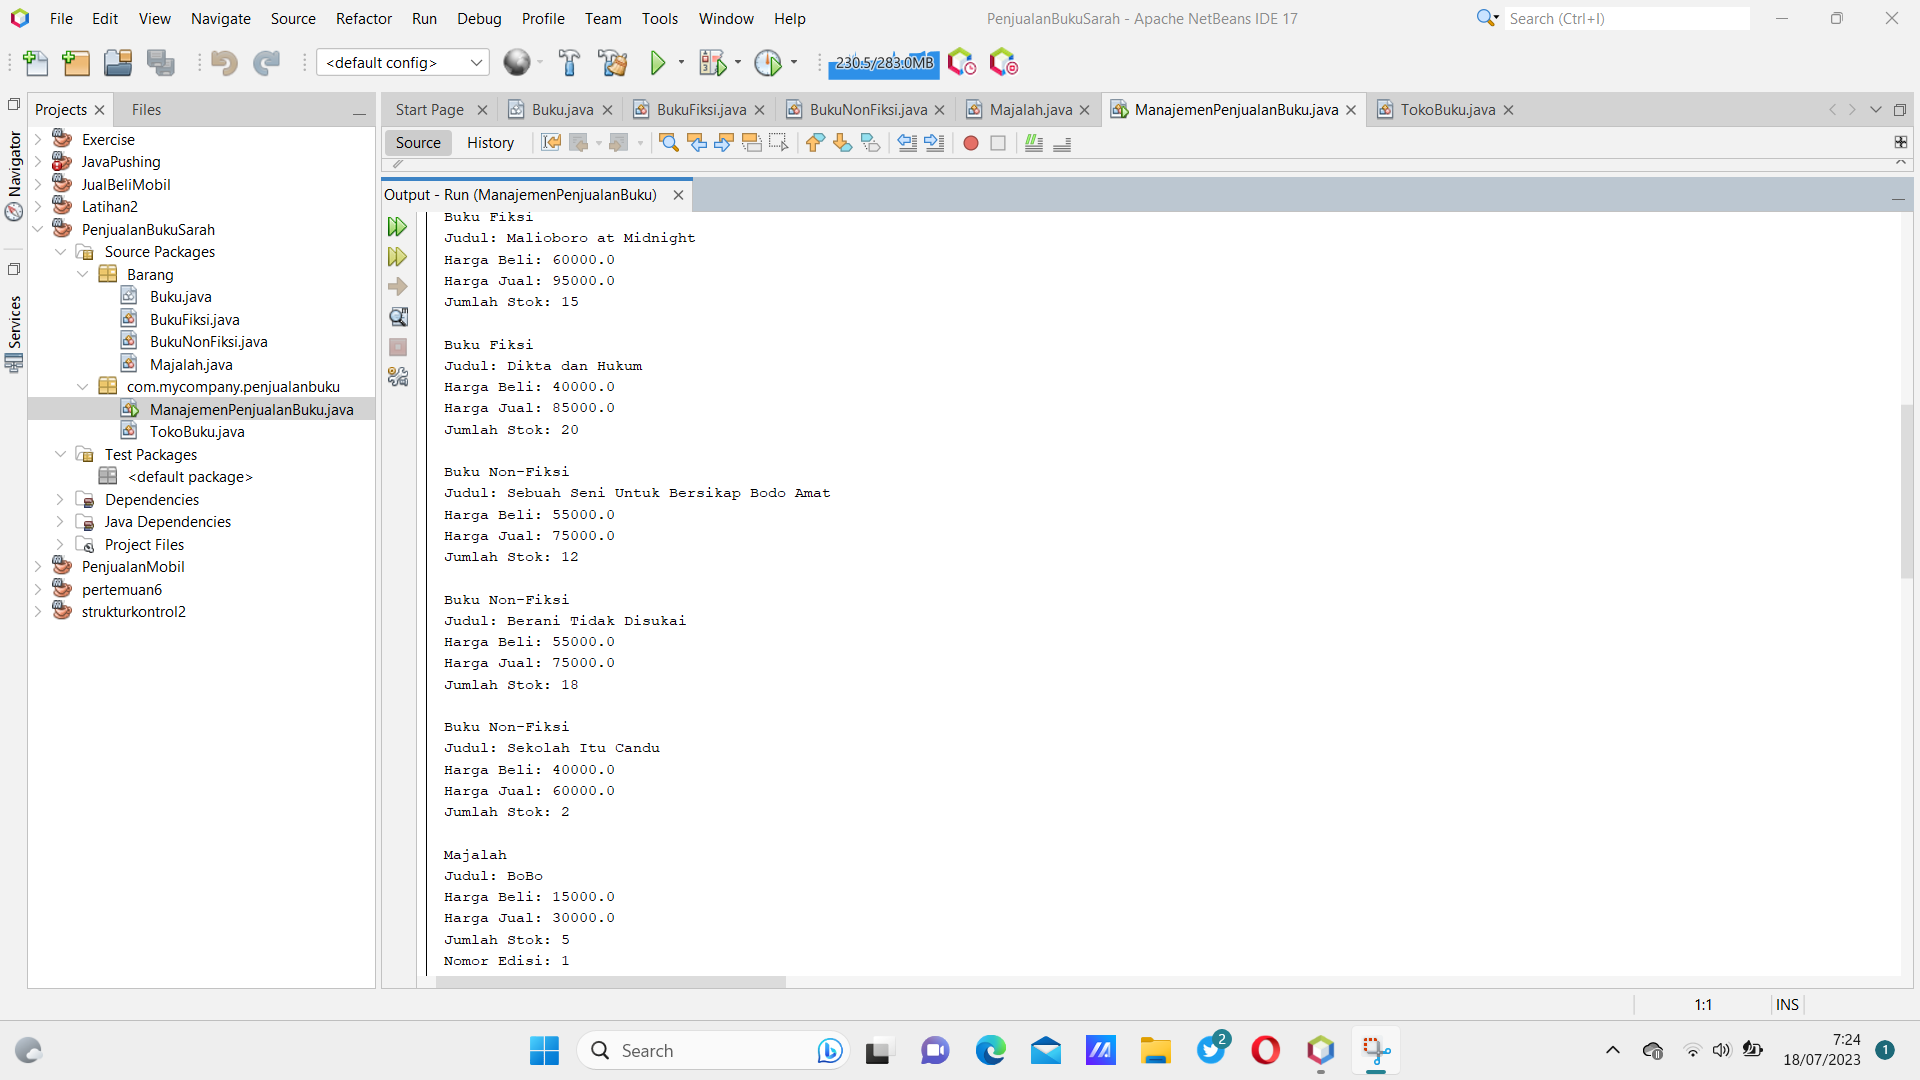 File Edit View Navigate Source Refactor Run Debug Profile Team Tools Window Help
PenjualanBukuSarah - Apache NetBeans IDE 17
Search (Ctrl+I)
<default config>
230.5/283.0MB
Projects
Files
Start Page
Buku.java
BukuFiksi.java
BukuNonFiksi.java
Majalah.java
ManajemenPenjualanBuku.java
TokoBuku.java
Source
History
Navigator
Services
Exercise
JavaPushing
JualBeliMobil
Latihan2
PenjualanBukuSarah
Source Packages
Barang
Buku.java
BukuFiksi.java
BukuNonFiksi.java
Majalah.java
com.mycompany.penjualanbuku
ManajemenPenjualanBuku.java
TokoBuku.java
Test Packages
<default package>
Dependencies
Java Dependencies
Project Files
PenjualanMobil
pertemuan6
strukturkontrol2
Output - Run (ManajemenPenjualanBuku)
Buku Fiksi
Judul: Malioboro at Midnight
Harga Beli: 60000.0
Harga Jual: 95000.0
Jumlah Stok: 15
Buku Fiksi
Judul: Dikta dan Hukum
Harga Beli: 40000.0
Harga Jual: 85000.0
Jumlah Stok: 20
Buku Non-Fiksi
Judul: Sebuah Seni Untuk Bersikap Bodo Amat
Harga Beli: 55000.0
Harga Jual: 75000.0
Jumlah Stok: 12
Buku Non-Fiksi
Judul: Berani Tidak Disukai
Harga Beli: 55000.0
Harga Jual: 75000.0
Jumlah Stok: 18
Buku Non-Fiksi
Judul: Sekolah Itu Candu
Harga Beli: 40000.0
Harga Jual: 60000.0
Jumlah Stok: 2
Majalah
Judul: BoBo
Harga Beli: 15000.0
Harga Jual: 30000.0
Jumlah Stok: 5
Nomor Edisi: 1
1:1
INS
Search
2
7:24
18/07/2023
1